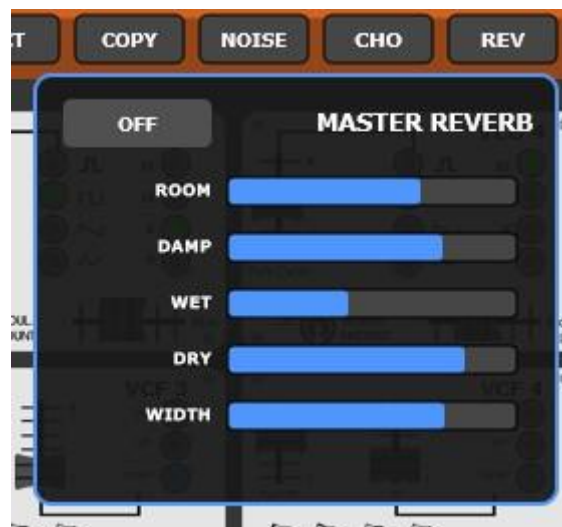 T COPY NOISE CHO REV
OFF MASTER REVERB
ROOM
DAMP
WET
DRY
WIDTH
VCF 3 VCF 4